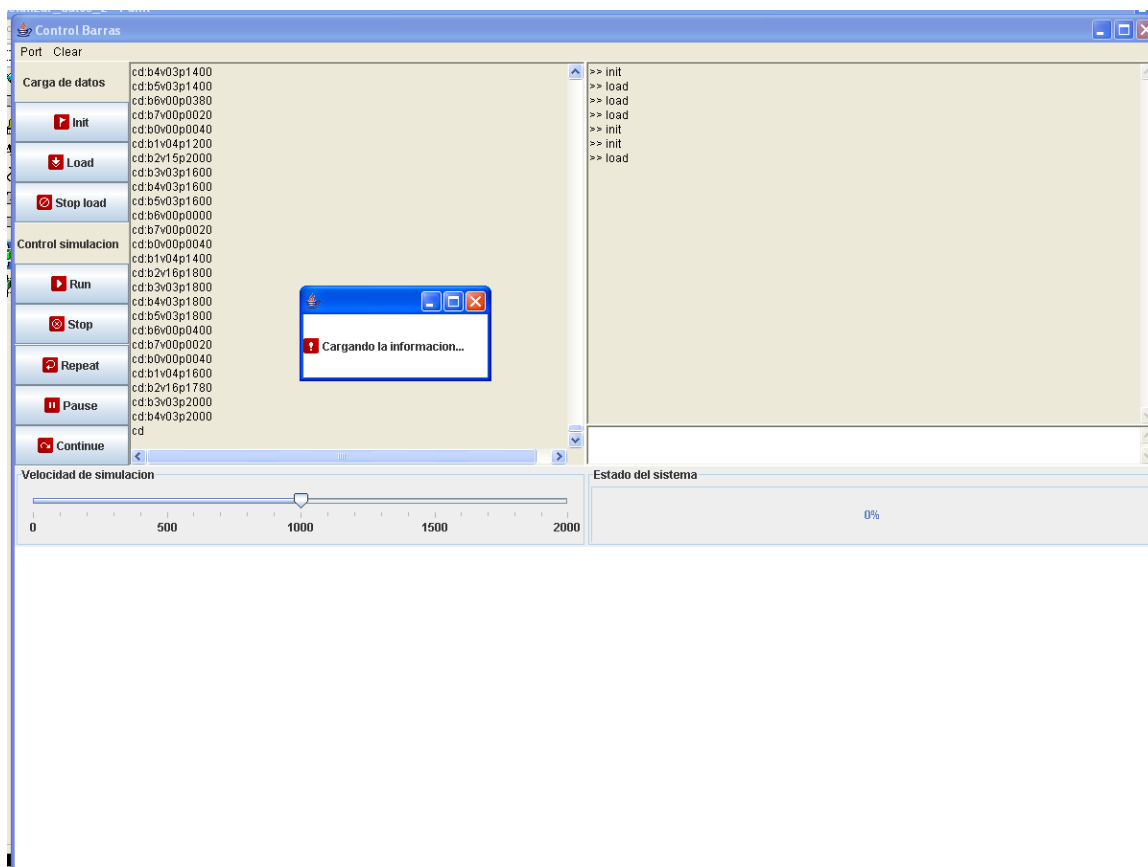 Control Barras
Port Clear
Carga de datos
Init
Load
Stop load
Control simulacion
Run
Stop
Repeat
Pause
Continue
cd:b4v03p1400
cd:b5v03p1400
cd:b6v00p0380
cd:b7v00p0020
cd:b0v00p0040
cd:b1v04p1200
cd:b2v15p2000
cd:b3v03p1600
cd:b4v03p1600
cd:b5v03p1600
cd:b6v00p0000
cd:b7v00p0020
cd:b0v00p0040
cd:b1v04p1400
cd:b2v16p1800
cd:b3v03p1800
cd:b4v03p1800
cd:b5v03p1800
cd:b6v00p0400
cd:b7v00p0020
cd:b0v00p0040
cd:b1v04p1600
cd:b2v16p1780
cd:b3v03p2000
cd:b4v03p2000
cd
Cargando la informacion...
>> init
>> load
>> load
>> load
>> init
>> init
>> load
Velocidad de simulacion
0 500 1000 1500 2000
Estado del sistema
0%